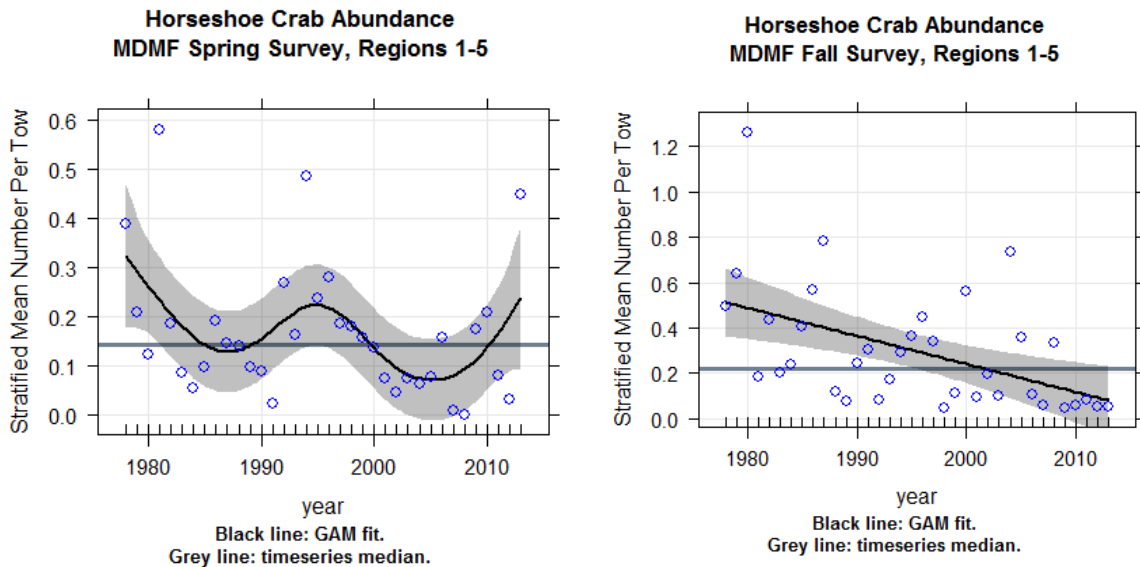 Horseshoe Crab Abundance
MDMF Spring Survey, Regions 1-5
Stratified Mean Number Per Tow
0.6
0.5
0.4
0.3
0.2
0.1
0.0
1980 1990 2000 2010
year
Black line: GAM fit.
Grey line: timeseries median.
Horseshoe Crab Abundance
MDMF Fall Survey, Regions 1-5
Stratified Mean Number Per Tow
1.2
1.0
0.8
0.6
0.4
0.2
0.0
1980 1990 2000 2010
year
Black line: GAM fit.
Grey line: timeseries median.